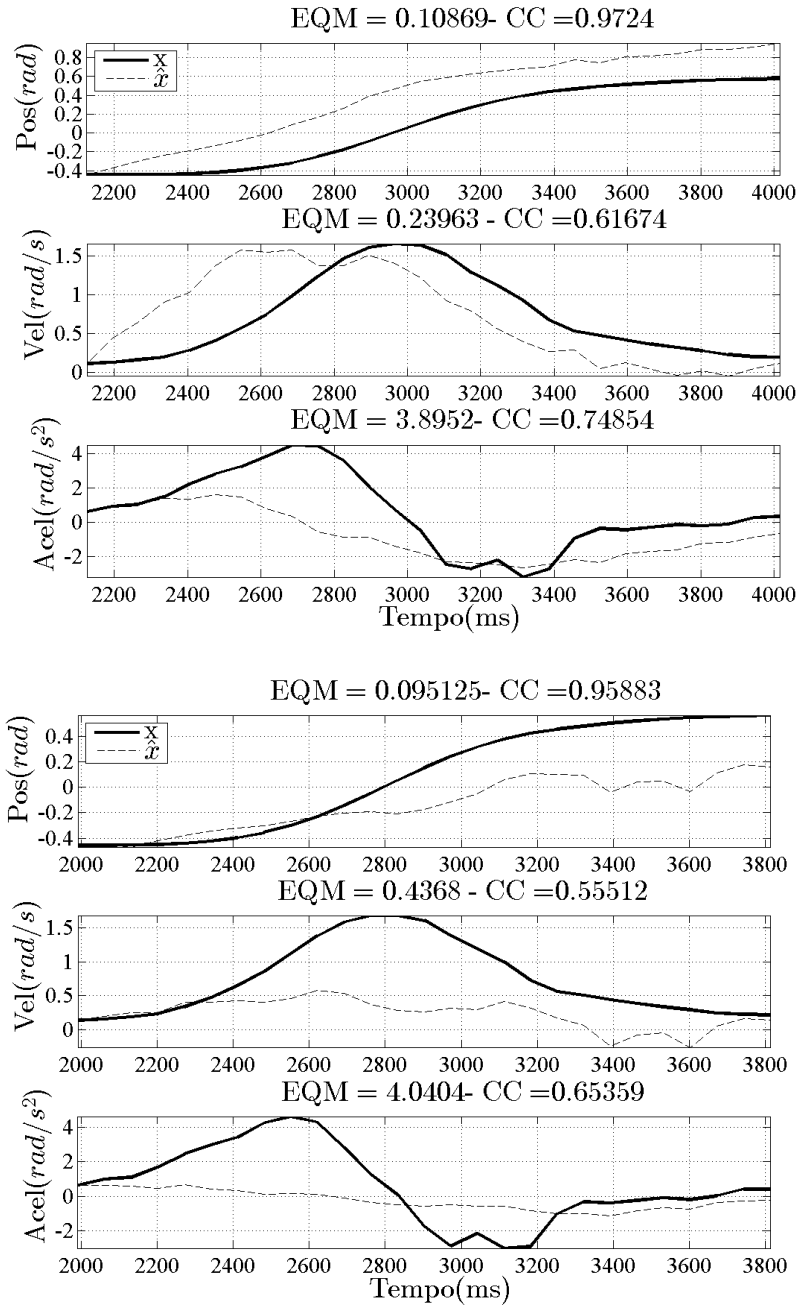 EQM = 0.10869- CC =0.9724
Pos(rad)
0.8
0.6
0.4
0.2
0
-0.2
-0.4
x
x̂
2200 2400 2600 2800 3000 3200 3400 3600 3800 4000
EQM = 0.23963 - CC =0.61674
Vel(rad/s)
1.5
1
0.5
0
2200 2400 2600 2800 3000 3200 3400 3600 3800 4000
EQM = 3.8952- CC =0.74854
Acel(rad/s²)
4
2
0
-2
2200 2400 2600 2800 3000 3200 3400 3600 3800 4000
Tempo(ms)
EQM = 0.095125- CC =0.95883
Pos(rad)
0.4
0.2
0
-0.2
-0.4
x
x̂
2000 2200 2400 2600 2800 3000 3200 3400 3600 3800
EQM = 0.4368 - CC =0.55512
Vel(rad/s)
1.5
1
0.5
0
2000 2200 2400 2600 2800 3000 3200 3400 3600 3800
EQM = 4.0404- CC =0.65359
Acel(rad/s²)
4
2
0
-2
2000 2200 2400 2600 2800 3000 3200 3400 3600 3800
Tempo(ms)